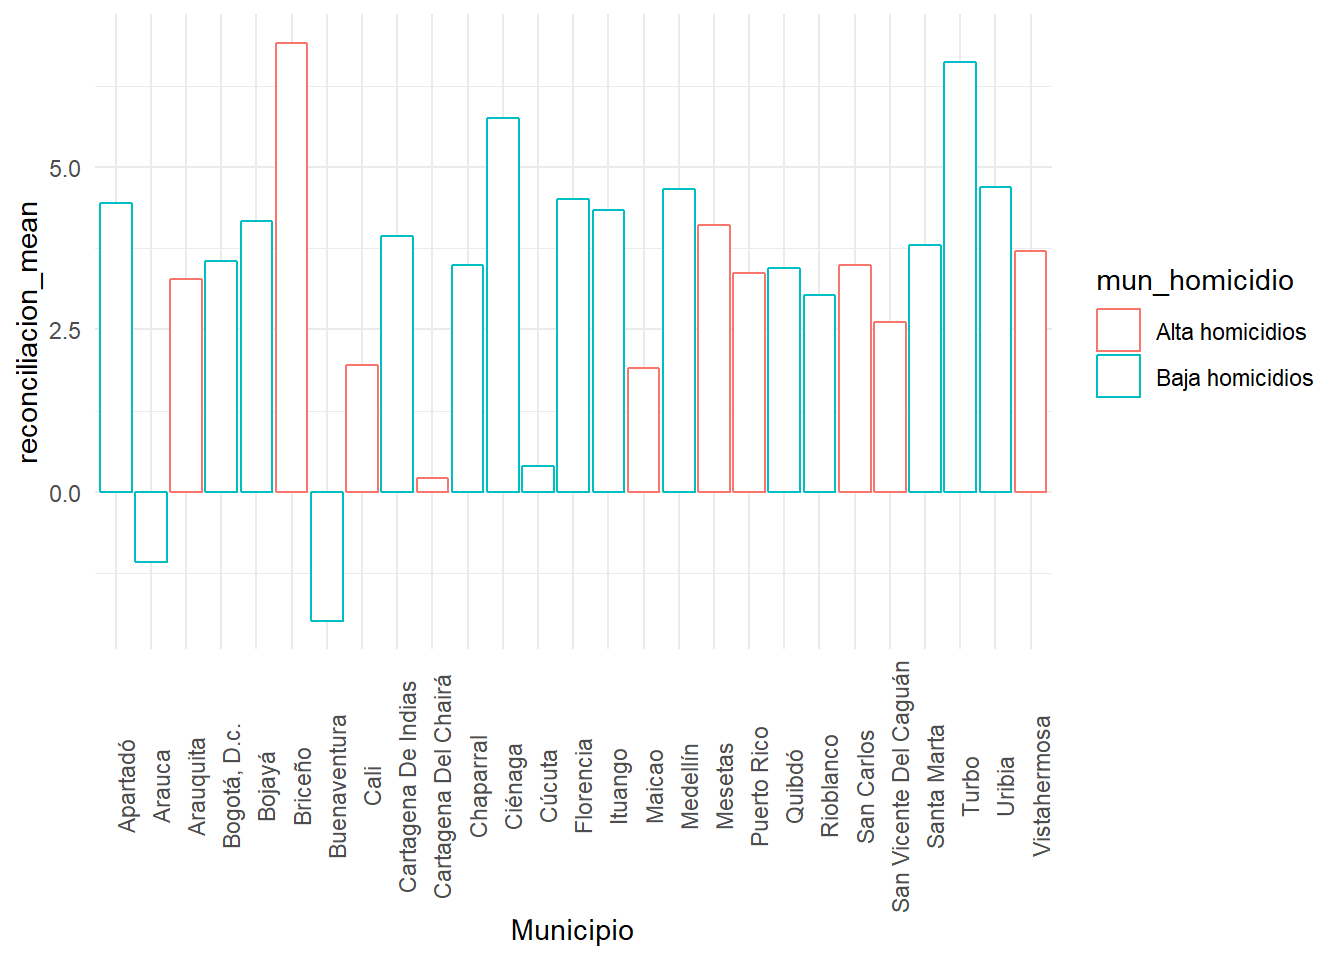 reconciliacion_mean
5.0
2.5
0.0
Apartadó
Arauca
Arauquita
Bogotá, D.c.
Bojayá
Briceño
Buenaventura
Cali
Cartagena De Indias
Cartagena Del Chairá
Chaparral
Ciénaga
Cúcuta
Florencia
Ituango
Maicao
Medellín
Mesetas
Puerto Rico
Quibdó
Rioblanco
San Carlos
San Vicente Del Caguán
Santa Marta
Turbo
Uribia
Vistahermosa
Municipio
mun_homicidio
Alta homicidios
Baja homicidios